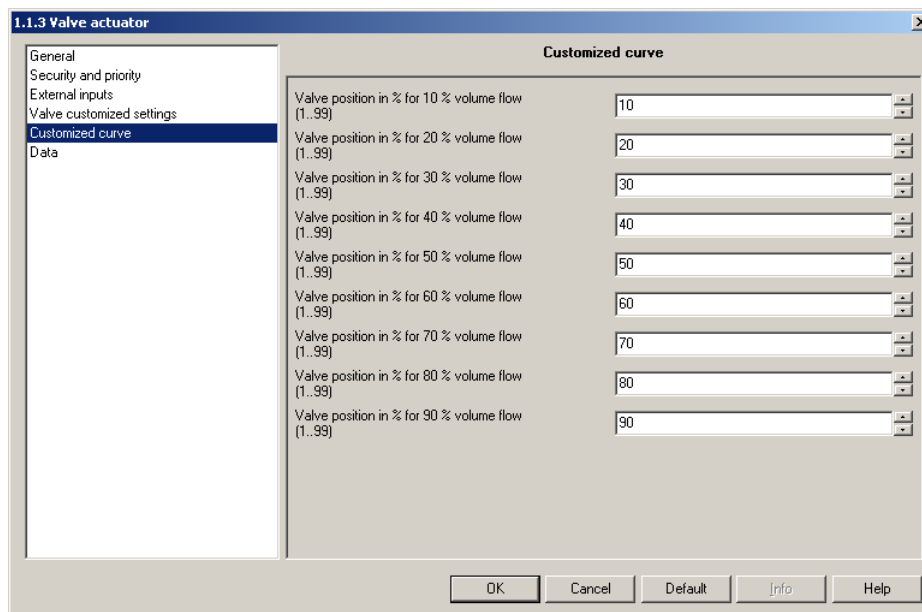 1.1.3 Valve actuator
General
Security and priority
External inputs
Valve customized settings
Customized curve
Data
Customized curve
Valve position in % for 10 % volume flow
(1..99)
10
Valve position in % for 20 % volume flow
(1..99)
20
Valve position in % for 30 % volume flow
(1..99)
30
Valve position in % for 40 % volume flow
(1..99)
40
Valve position in % for 50 % volume flow
(1..99)
50
Valve position in % for 60 % volume flow
(1..99)
60
Valve position in % for 70 % volume flow
(1..99)
70
Valve position in % for 80 % volume flow
(1..99)
80
Valve position in % for 90 % volume flow
(1..99)
90
OK
Cancel
Default
Info
Help